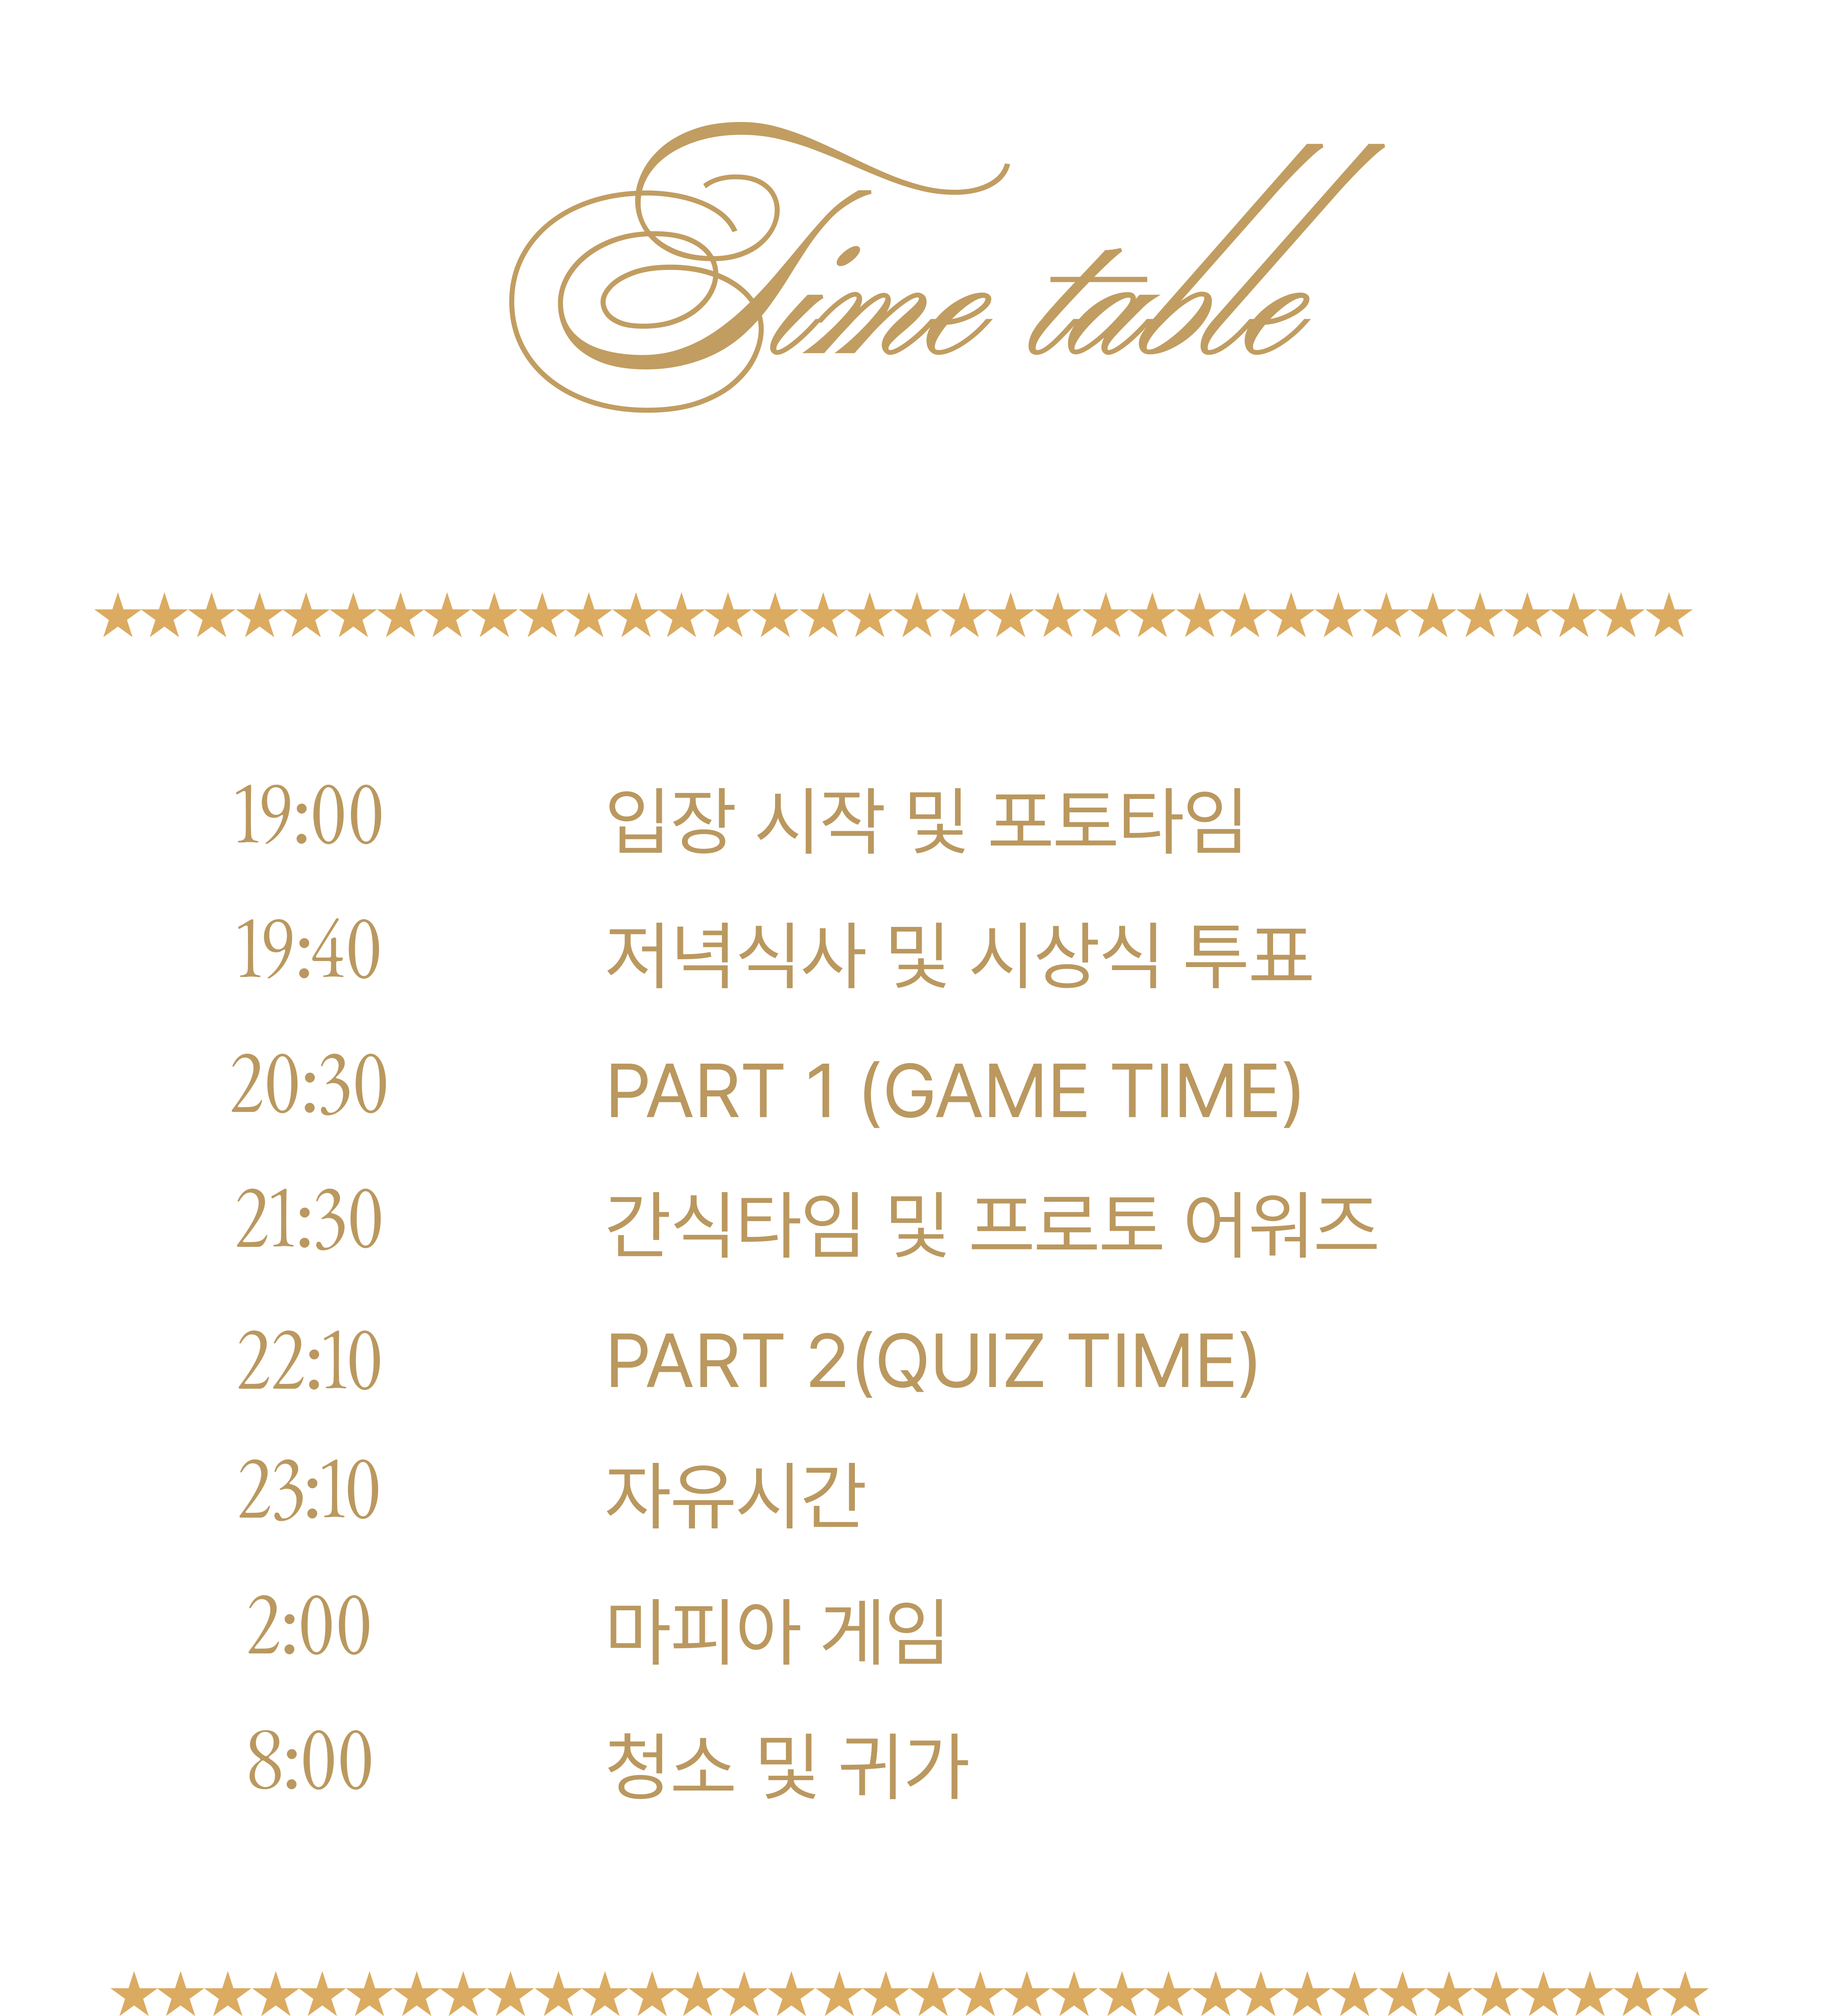 Time table
19:00 입장 시작 및 포토타임
19:40 저녁식사 및 시상식 투표
20:30 PART 1 (GAME TIME)
21:30 간식타임 및 프로토 어워즈
22:10 PART 2(QUIZ TIME)
23:10 자유시간
2:00 마피아 게임
8:00 청소 및 귀가